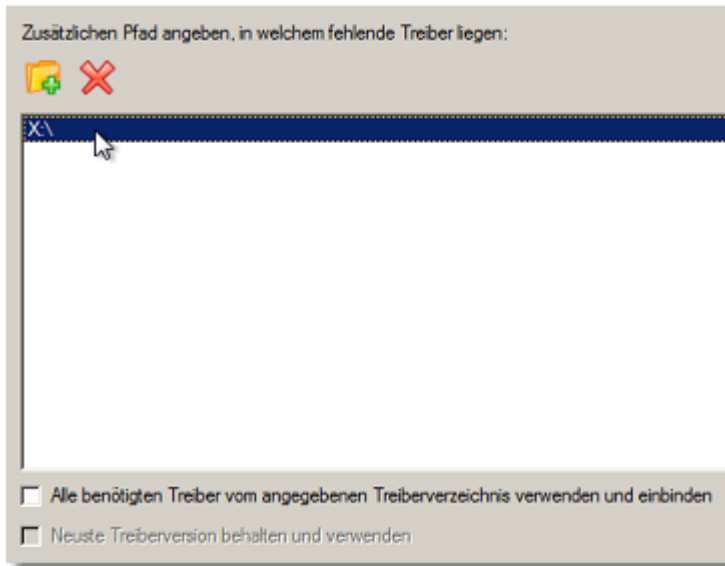 Zusätzlichen Pfad angeben, in welchem fehlende Treiber liegen:
X:\
Alle benötigten Treiber vom angegebenen Treiberverzeichnis verwenden und einbinden
Neuste Treiberversion behalten und verwenden